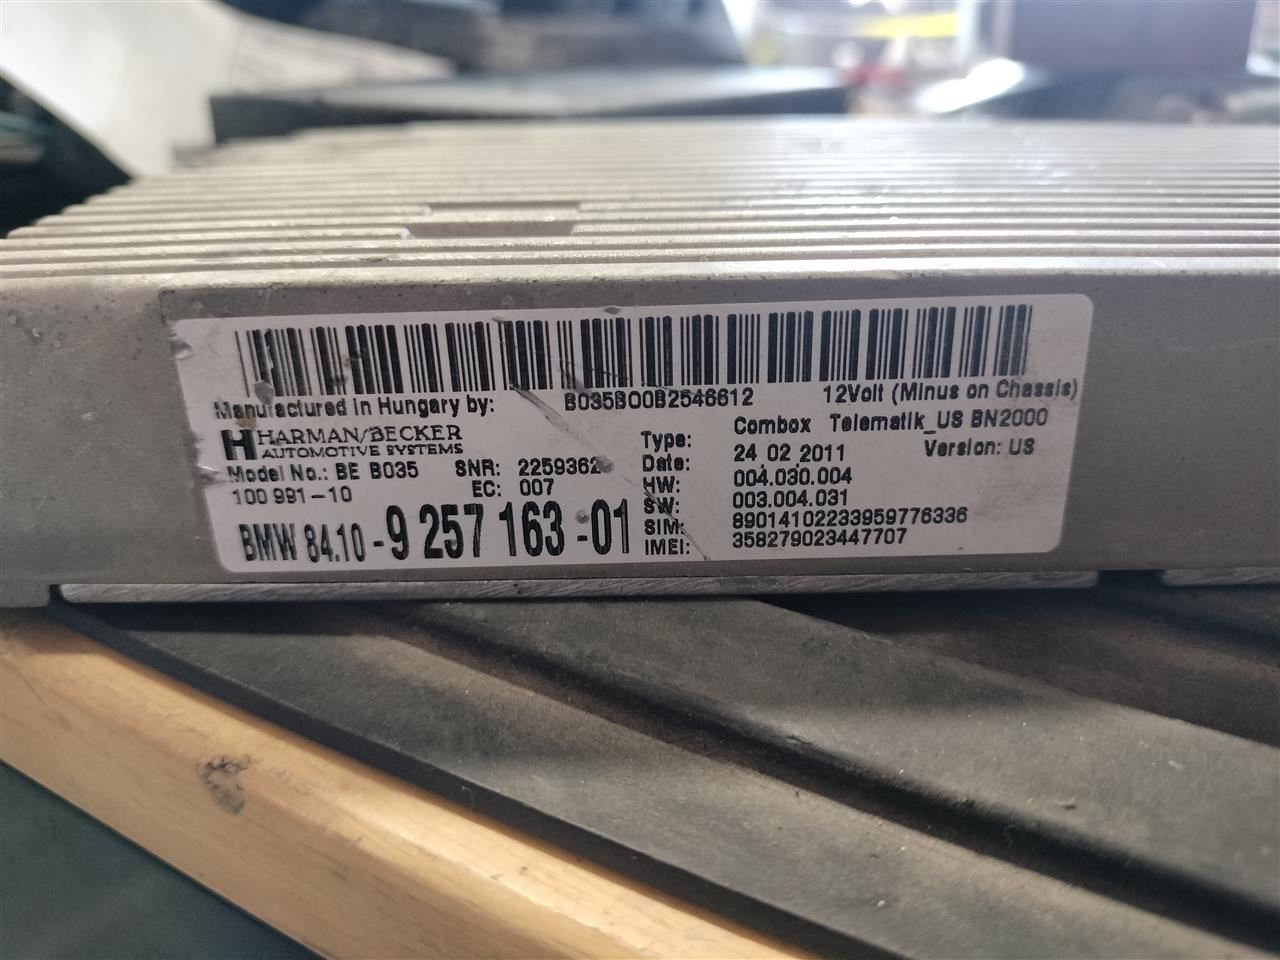 Manufactured in Hungary by: B035B00B2546612 12Volt (Minus on Chassis)
H HARMAN/BECKER
AUTOMOTIVE SYSTEMS
Model No.: BE B035 SNR: 2259362
100 991-10 EC: 007
BMW 84.10-9 257 163-01
Type: Combox Telematik_US BN2000
Date: 24.02.2011 Version: US
HW: 004.030.004
SW: 003.004.031
SIM: 89014102233959776336
IMEI: 358279023447707